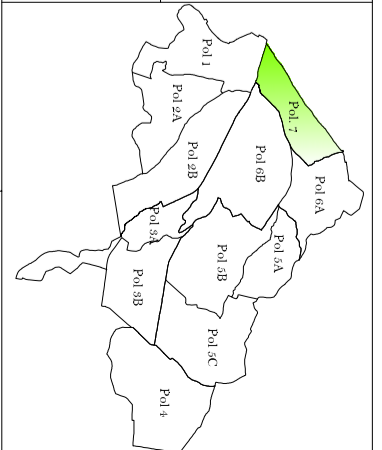 Pol 1
Pol 2A
Pol 2B
Pol. 7
Pol 6B
Pol 6A
Pol 3A
Pol 5A
Pol 5B
Pol 3B
Pol 5C
Pol 4